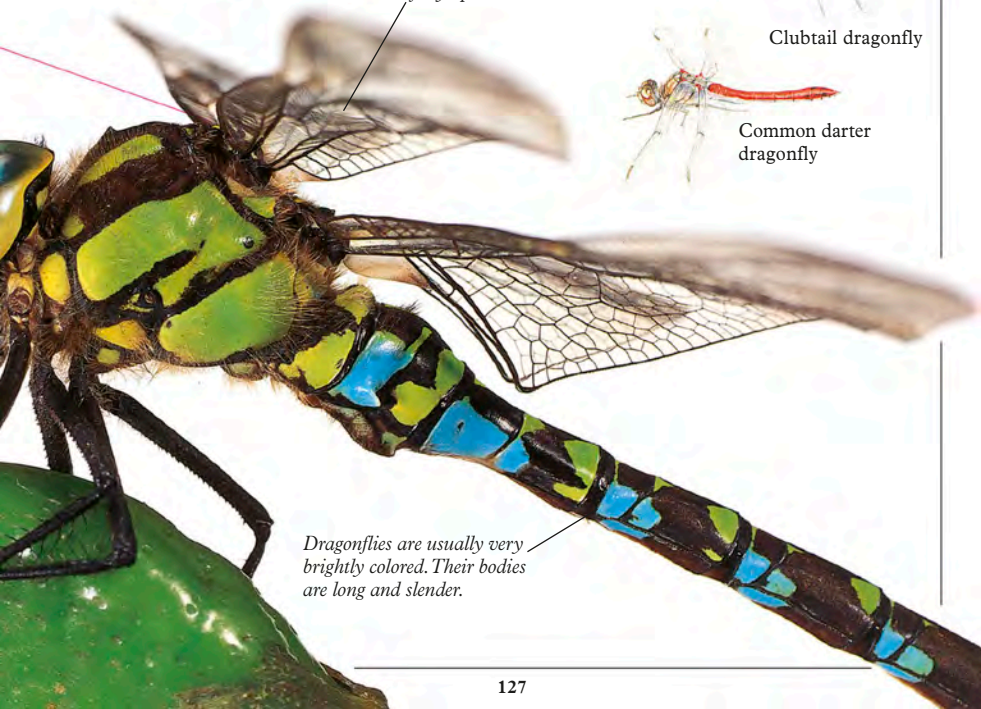 Clubtail dragonfly
Common darter
dragonfly
Dragonflies are usually very
brightly colored. Their bodies
are long and slender.
127